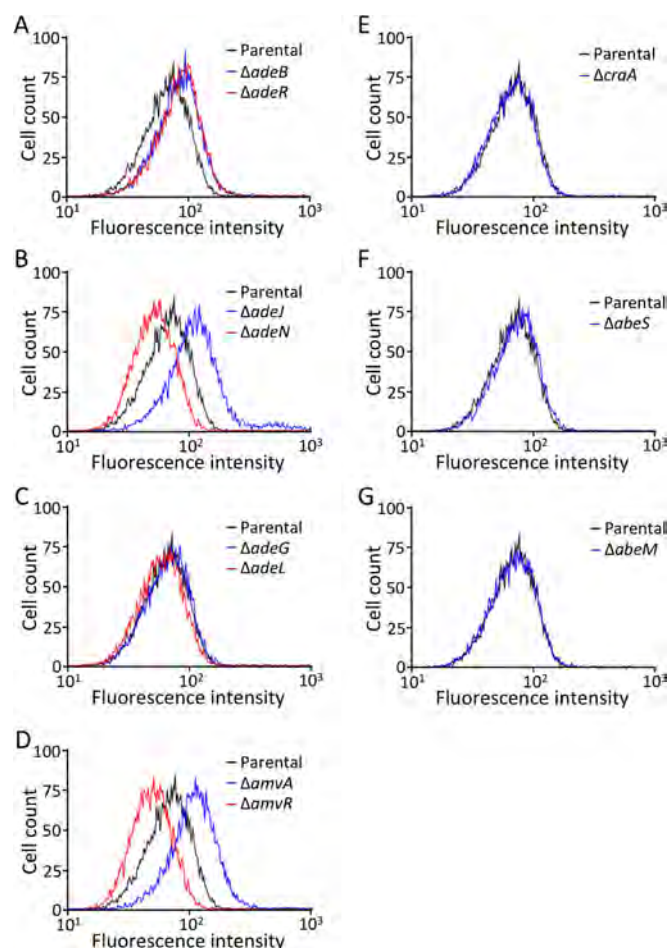 A
100
75
50
25
0
Cell count
Parental
ΔadeB
ΔadeR
10¹
10²
10³
Fluorescence intensity
B
100
75
50
25
0
Cell count
Parental
ΔadeJ
ΔadeN
10¹
10²
10³
Fluorescence intensity
C
100
75
50
25
0
Cell count
Parental
ΔadeG
ΔadeL
10¹
10²
10³
Fluorescence intensity
D
100
75
50
25
0
Cell count
Parental
ΔamvA
ΔamvR
10¹
10²
10³
Fluorescence intensity
E
100
75
50
25
0
Cell count
Parental
ΔcraA
10¹
10²
10³
Fluorescence intensity
F
100
75
50
25
0
Cell count
Parental
ΔabeS
10¹
10²
10³
Fluorescence intensity
G
100
75
50
25
0
Cell count
Parental
ΔabeM
10¹
10²
10³
Fluorescence intensity